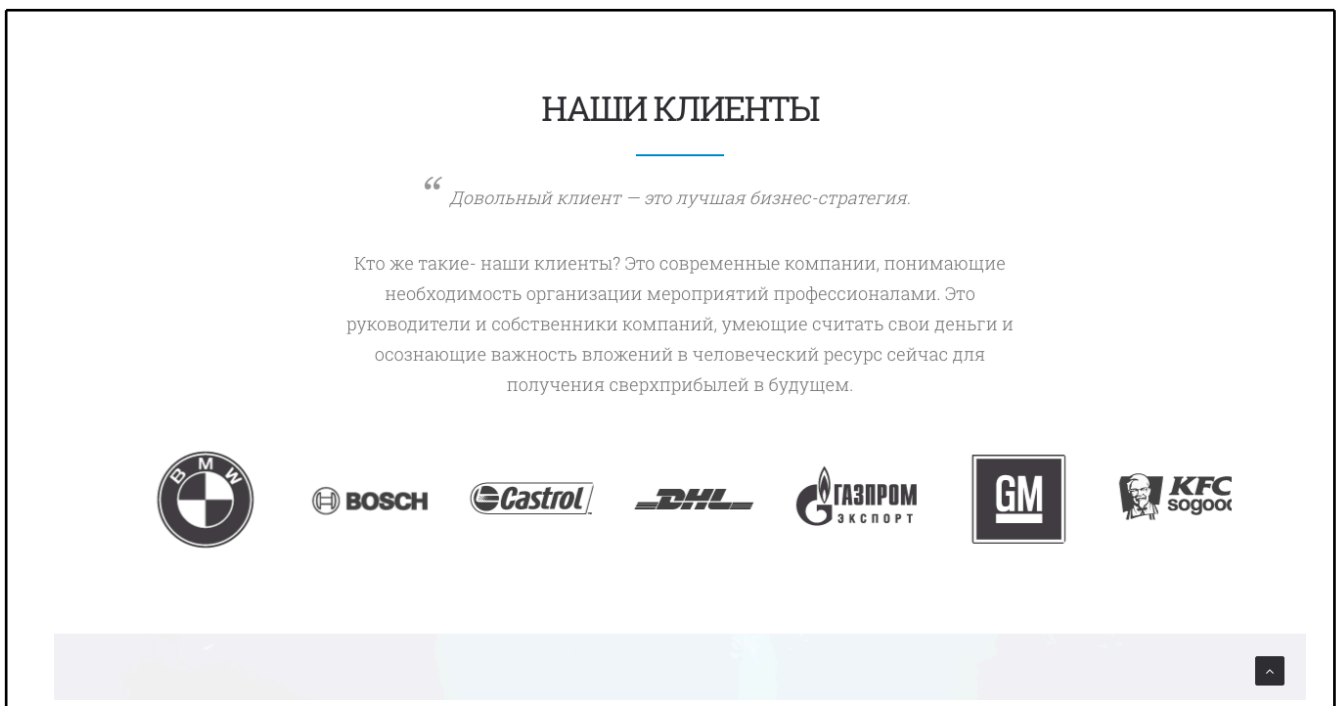 НАШИ КЛИЕНТЫ
“ Довольный клиент — это лучшая бизнес-стратегия.
Кто же такие- наши клиенты? Это современные компании, понимающие
необходимость организации мероприятий профессионалами. Это
руководители и собственники компаний, умеющие считать свои деньги и
осознающие важность вложений в человеческий ресурс сейчас для
получения сверхприбылей в будущем.
BMW BOSCH Castrol DHL ГАЗПРОМ GM KFC
ЭКСПОРТ sogoo